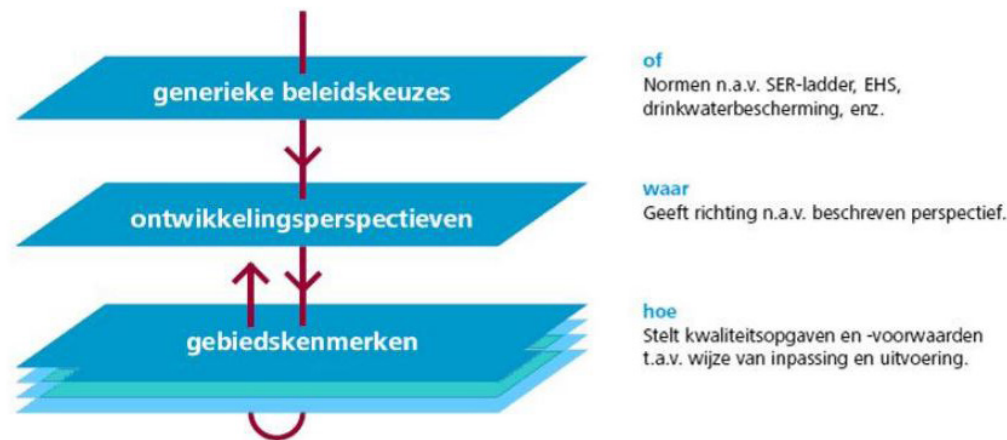 generieke beleidskeuzes
of
Normen n.a.v. SER-ladder, EHS,
drinkwaterbescherming, enz.
ontwikkelingsperspectieven
waar
Geeft richting n.a.v. beschreven perspectief.
gebiedskenmerken
hoe
Stelt kwaliteitsopgaven en -voorwaarden
t.a.v. wijze van inpassing en uitvoering.